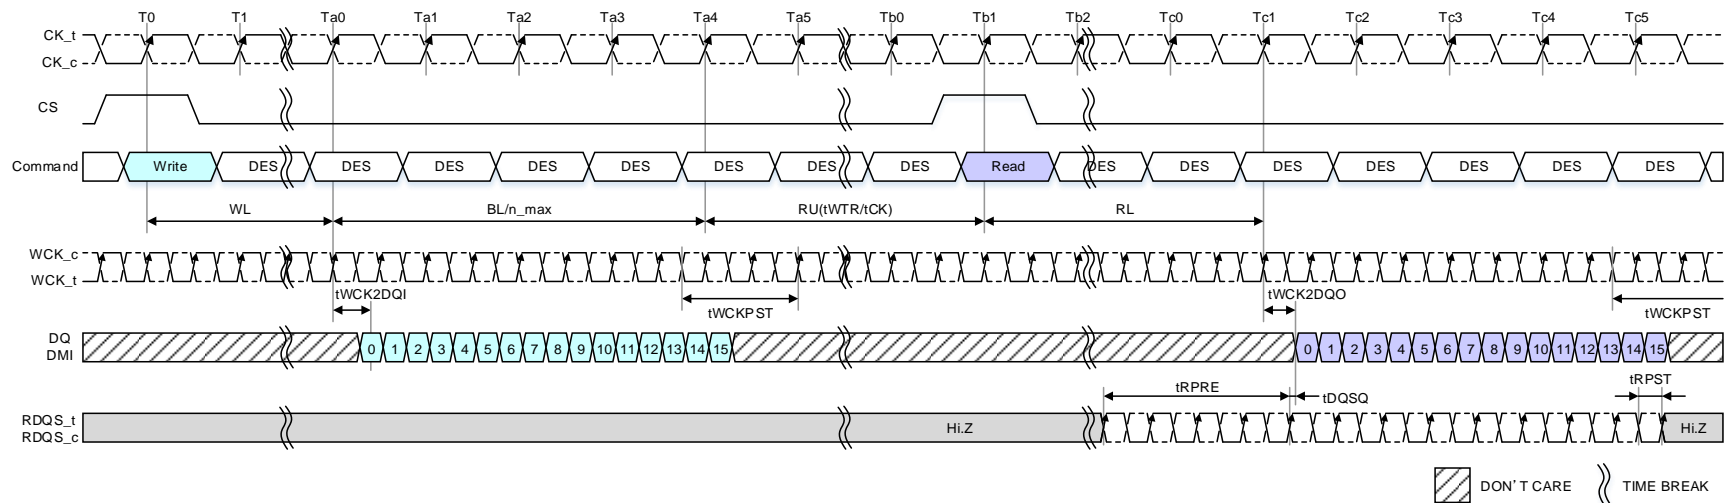 T0 T1 Ta0 Ta1 Ta2 Ta3 Ta4 Ta5 Tb0 Tb1 Tb2 Tc0 Tc1 Tc2 Tc3 Tc4 Tc5
CK_t
CK_c
CS
Command Write DES DES DES DES DES DES DES DES Read DES DES DES DES DES DES DES
WL BL/n_max RU(tWTR/tCK) RL
WCK_c
WCK_t
tWCK2DQI tWCK2DQO
tWCKPST tWCKPST
DQ
DMI
0 1 2 3 4 5 6 7 8 9 10 11 12 13 14 15 0 1 2 3 4 5 6 7 8 9 10 11 12 13 14 15
tRPRE tDQSQ tRPST
RDQS_t
RDQS_c
Hi.Z Hi.Z
DON'T CARE TIME BREAK